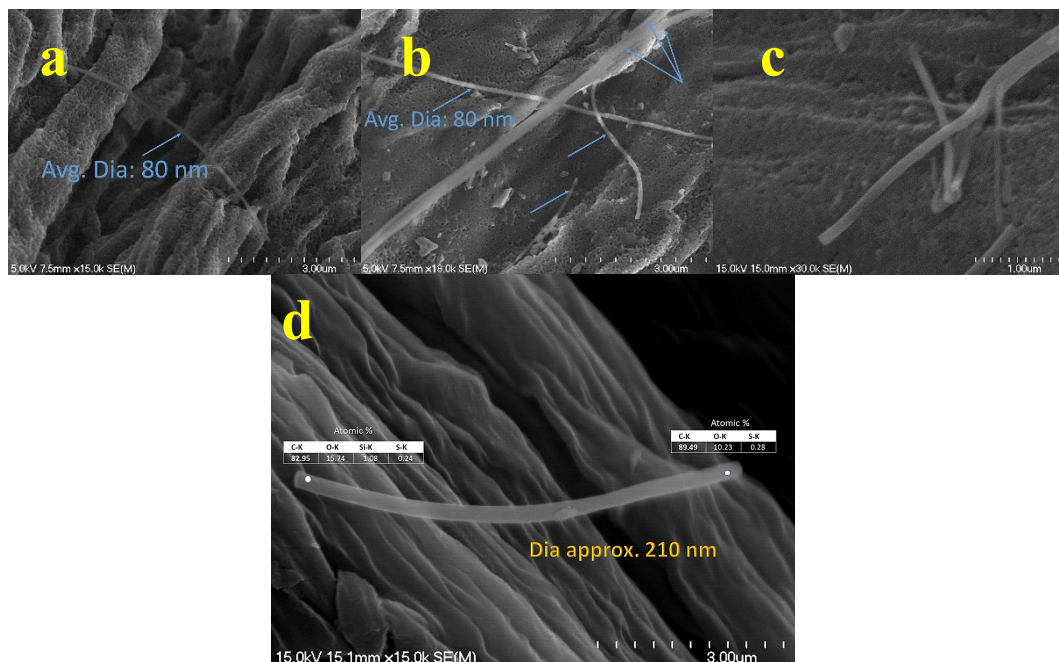 a
Avg. Dia: 80 nm
5.0kV 7.5mm x15.0k SE(M)
3.00um
b
Avg. Dia: 80 nm
5.0kV 7.5mm x18.0k SE(M)
3.00um
c
15.0kV 15.0mm x30.0k SE(M)
1.00um
d
Atomic %
C-K O-K Si-K S-K
82.95 15.74 1.08 0.24
Atomic %
C-K O-K S-K
89.49 10.23 0.28
Dia approx. 210 nm
15.0kV 15.1mm x15.0k SE(M)
3.00um